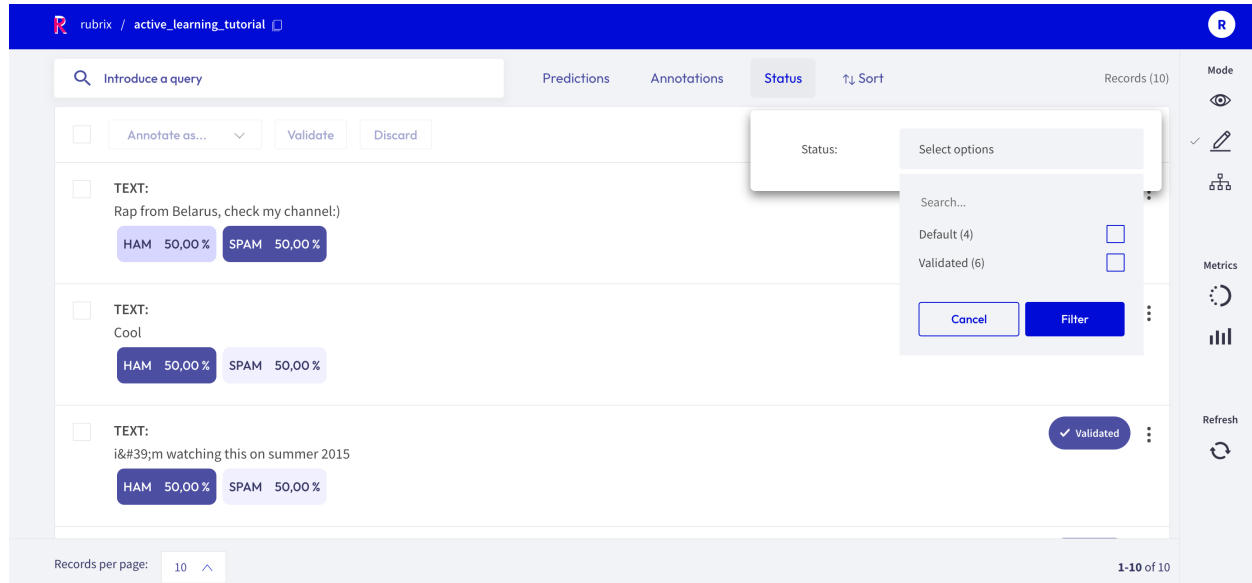 rubrix / active_learning_tutorial
R
Introduce a query
Predictions Annotations Status ↑↓ Sort
Records (10)
Mode
Annotate as... Validate Discard
Status: Select options
Search...
Default (4)
Validated (6)
Cancel Filter
TEXT:
Rap from Belarus, check my channel:)
HAM 50,00 % SPAM 50,00 %
TEXT:
Cool
HAM 50,00 % SPAM 50,00 %
TEXT:
i&#39;m watching this on summer 2015
HAM 50,00 % SPAM 50,00 %
Validated
Metrics
Refresh
Records per page: 10
1-10 of 10